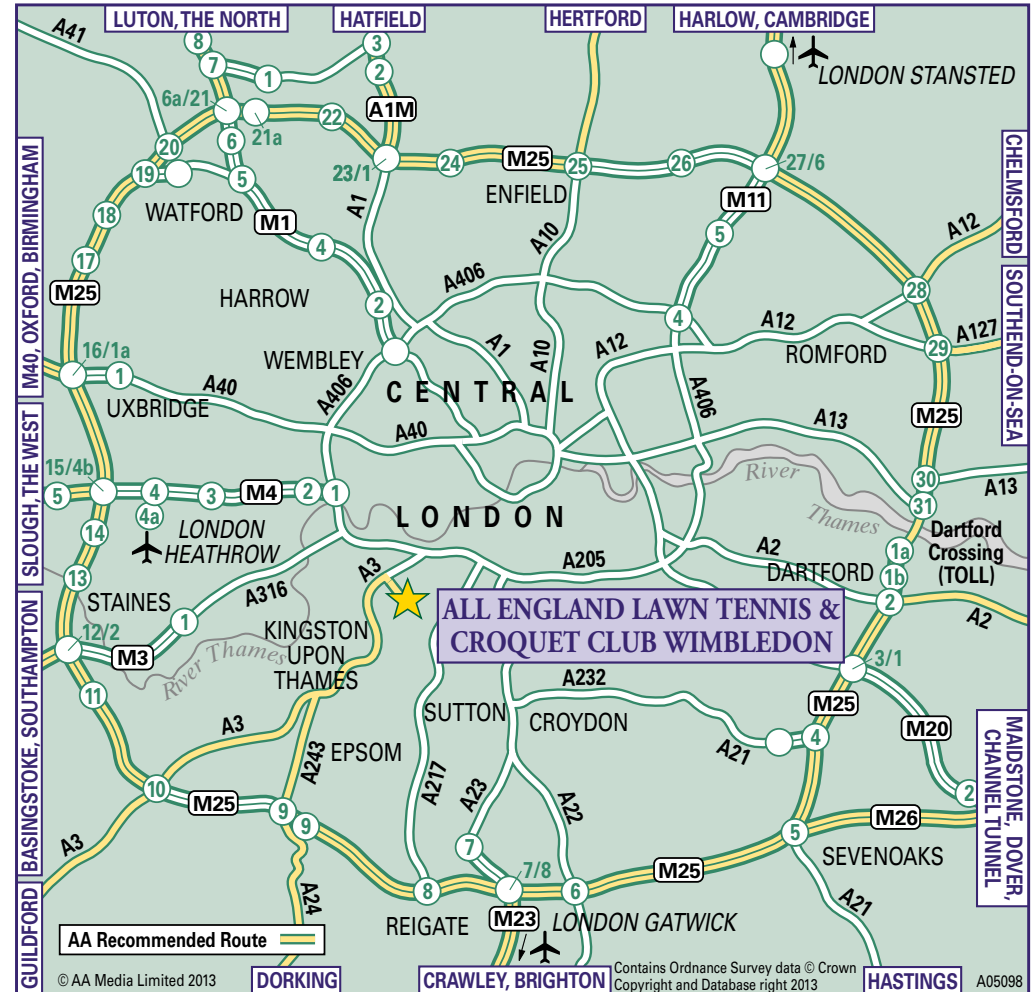 LUTON, THE NORTH
HATFIELD
HERTFORD
HARLOW, CAMBRIDGE
A41
8
7
1
3
2
LONDON STANSTED
6a/21
A1M
21a
22
20
6
23/1
24
M25
25
26
27/6
19
5
ENFIELD
M11
CHELMSFORD
WATFORD
18
M1
A1
A10
5
A12
M40, OXFORD, BIRMINGHAM
17
4
A406
28
M25
HARROW
2
4
A12
SOUTHEND-ON-SEA
16/1a
WEMBLEY
A1
A10
A12
ROMFORD
29
A127
1
A40
A406
CENTRAL
A406
UXBRIDGE
A40
A13
M25
SLOUGH, THE WEST
15/4b
5
4
3
M4
2
1
River
30
A13
4a
LONDON
HEATHROW
LONDON
Thames
31
14
Dartford
Crossing
(TOLL)
1a
13
A3
A205
A2
DARTFORD
1b
STAINES
A316
2
A2
ALL ENGLAND LAWN TENNIS &
CROQUET CLUB WIMBLEDON
1
KINGSTON
UPON
THAMES
12/2
M3
River Thames
3/1
BASINGSTOKE, SOUTHAMPTON
11
A232
M25
SUTTON
CROYDON
A3
A21
4
M20
A243
EPSOM
MAIDSTONE, DOVER,
CHANNEL TUNNEL
10
M25
9
9
A217
A23
A22
2
M26
A3
7
5
SEVENOAKS
7/8
M25
8
6
A24
REIGATE
M23
LONDON GATWICK
A21
GUILDFORD
AA Recommended Route
© AA Media Limited 2013
DORKING
CRAWLEY, BRIGHTON
Contains Ordnance Survey data © Crown
Copyright and Database right 2013
HASTINGS
A05098